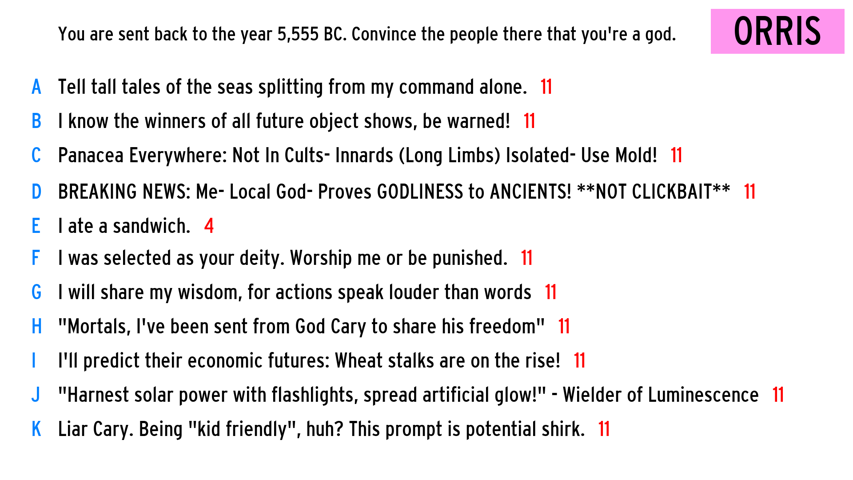 You are sent back to the year 5,555 BC. Convince the people there that you're a god.
ORRIS
A Tell tall tales of the seas splitting from my command alone. 11
B I know the winners of all future object shows, be warned! 11
C Panacea Everywhere: Not In Cults- Innards (Long Limbs) Isolated- Use Mold! 11
D BREAKING NEWS: Me- Local God- Proves GODLINESS to ANCIENTS! **NOT CLICKBAIT** 11
E I ate a sandwich. 4
F I was selected as your deity. Worship me or be punished. 11
G I will share my wisdom, for actions speak louder than words 11
H "Mortals, I've been sent from God Cary to share his freedom" 11
I I'll predict their economic futures: Wheat stalks are on the rise! 11
J "Harnest solar power with flashlights, spread artificial glow!" - Wielder of Luminescence 11
K Liar Cary. Being "kid friendly", huh? This prompt is potential shirk. 11